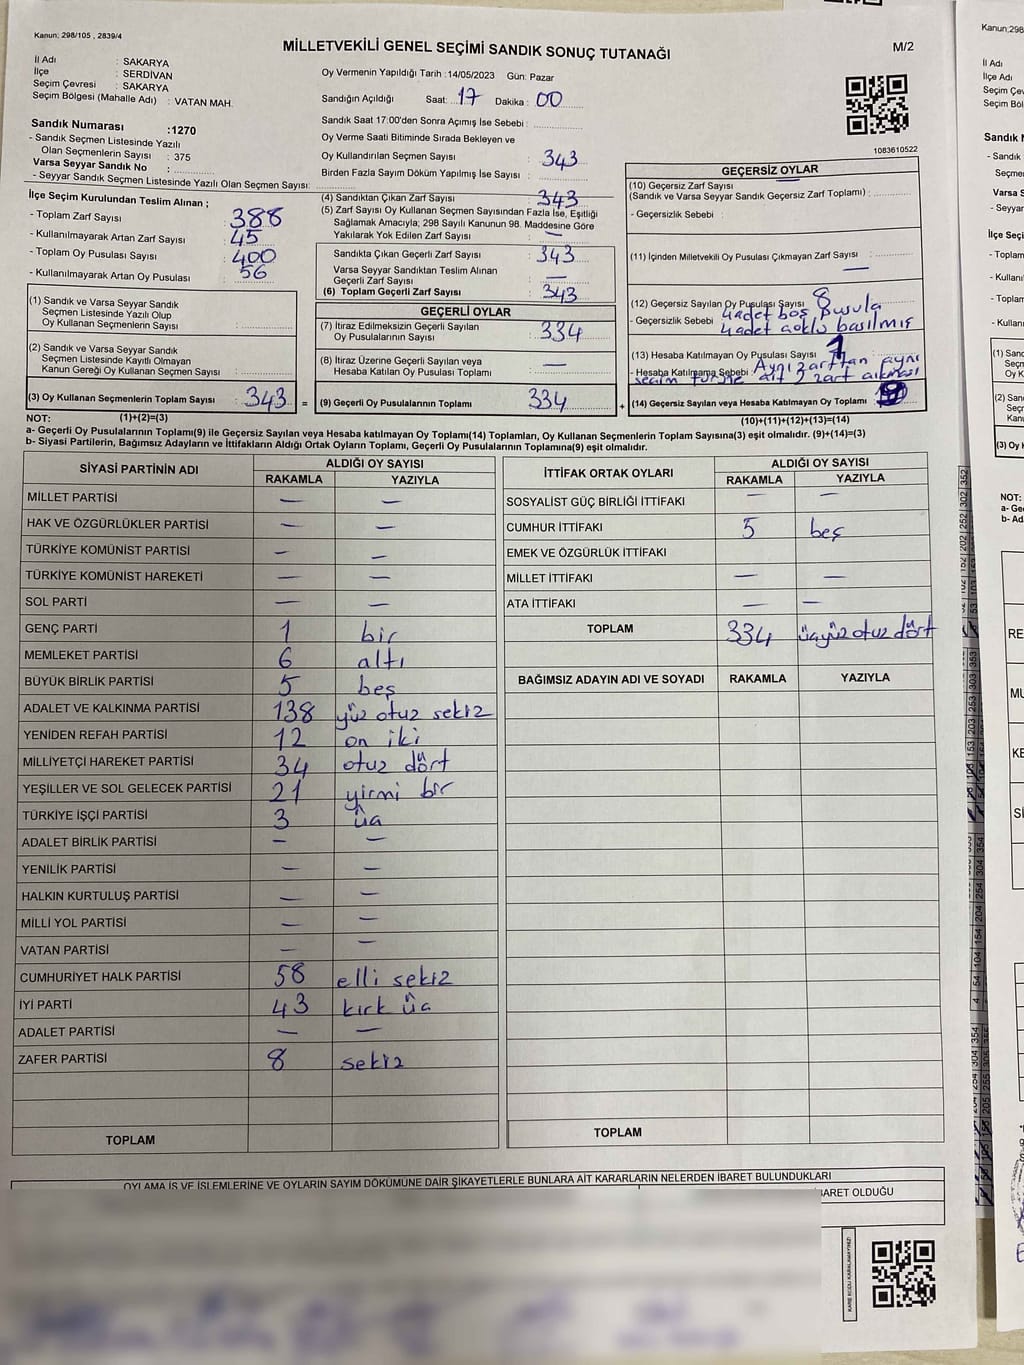 Kanun: 298/105 , 2839/4
MİLLETVEKİLİ GENEL SEÇİMİ SANDIK SONUÇ TUTANAĞI
M/2
İl Adı : SAKARYA
İlçe : SERDİVAN
Seçim Çevresi : SAKARYA
Seçim Bölgesi (Mahalle Adı) : VATAN MAH.
Sandık Numarası :1270
- Sandık Seçmen Listesinde Yazılı
Olan Seçmenlerin Sayısı : 375
Varsa Seyyar Sandık No :
- Seyyar Sandık Seçmen Listesinde Yazılı Olan Seçmen Sayısı:
Oy Vermenin Yapıldığı Tarih : 14/05/2023 Gün: Pazar
Sandığın Açıldığı Saat: 17 Dakika : 00
Sandık Saat 17:00'den Sonra Açımış İse Sebebi :
Oy Verme Saati Bitiminde Sırada Bekleyen ve
Oy Kullandırılan Seçmen Sayısı : 343
Birden Fazla Sayım Döküm Yapılmış İse Sayısı :
1083610522
İlçe Seçim Kurulundan Teslim Alınan ;
- Toplam Zarf Sayısı : 388
- Kullanılmayarak Artan Zarf Sayısı : 45
- Toplam Oy Pusulası Sayısı : 400
- Kullanılmayarak Artan Oy Pusulası : 56
(1) Sandık ve Varsa Seyyar Sandık
Seçmen Listesinde Yazılı Olup
Oy Kullanan Seçmenlerin Sayısı :
(2) Sandık ve Varsa Seyyar Sandık
Seçmen Listesinde Kayıtlı Olmayan
Kanun Gereği Oy Kullanan Seçmen Sayısı :
(3) Oy Kullanan Seçmenlerin Toplam Sayısı : 343 =
(1)+(2)=(3)
(4) Sandıktan Çıkan Zarf Sayısı : 343
(5) Zarf Sayısı Oy Kullanan Seçmen Sayısından Fazla İse, Eşitliği
Sağlamak Amacıyla; 298 Sayılı Kanunun 98. Maddesine Göre
Yakılarak Yok Edilen Zarf Sayısı : —
Sandıkta Çıkan Geçerli Zarf Sayısı : 343
Varsa Seyyar Sandıktan Teslim Alınan
Geçerli Zarf Sayısı : —
(6) Toplam Geçerli Zarf Sayısı : 343
GEÇERLİ OYLAR
(7) İtiraz Edilmeksizin Geçerli Sayılan
Oy Pusulalarının Sayısı : 334
(8) İtiraz Üzerine Geçerli Sayılan veya
Hesaba Katılan Oy Pusulası Toplamı : —
(9) Geçerli Oy Pusulalarının Toplamı : 334 +
GEÇERSİZ OYLAR
(10) Geçersiz Zarf Sayısı
(Sandık ve Varsa Seyyar Sandık Geçersiz Zarf Toplamı) :
- Geçersizlik Sebebi :
(11) İçinden Milletvekili Oy Pusulası Çıkmayan Zarf Sayısı : —
(12) Geçersiz Sayılan Oy Pusulası Sayısı : 8
- Geçersizlik Sebebi 4 adet boş pusula
4 adet çoklu basılmış
(13) Hesaba Katılmayan Oy Pusulası Sayısı : 1
- Hesaba Katılmama Sebebi : Aynı zarftan aynı
seçim türüne ait zarf çıkması
(14) Geçersiz Sayılan veya Hesaba Katılmayan Oy Toplamı : 9
(10)+(11)+(12)+(13)=(14)
NOT:
a- Geçerli Oy Pusulalarının Toplamı(9) ile Geçersiz Sayılan veya Hesaba katılmayan Oy Toplamı(14) Toplamları, Oy Kullanan Seçmenlerin Toplam Sayısına(3) eşit olmalıdır. (9)+(14)=(3)
b- Siyasi Partilerin, Bağımsız Adayların ve İttifakların Aldığı Ortak Oyların Toplamı, Geçerli Oy Pusulalarının Toplamına(9) eşit olmalıdır.
SİYASİ PARTİNİN ADI ALDIĞI OY SAYISI
RAKAMLA YAZIYLA
MİLLET PARTİSİ — —
HAK VE ÖZGÜRLÜKLER PARTİSİ — —
TÜRKİYE KOMÜNİST PARTİSİ — —
TÜRKİYE KOMÜNİST HAREKETİ — —
SOL PARTİ — —
GENÇ PARTİ 1 bir
MEMLEKET PARTİSİ 6 altı
BÜYÜK BİRLİK PARTİSİ 5 beş
ADALET VE KALKINMA PARTİSİ 138 yüz otuz sekiz
YENİDEN REFAH PARTİSİ 12 on iki
MİLLİYETÇİ HAREKET PARTİSİ 34 otuz dört
YEŞİLLER VE SOL GELECEK PARTİSİ 21 yirmi bir
TÜRKİYE İŞÇİ PARTİSİ 3 üç
ADALET BİRLİK PARTİSİ — —
YENİLİK PARTİSİ — —
HALKIN KURTULUŞ PARTİSİ — —
MİLLİ YOL PARTİSİ — —
VATAN PARTİSİ — —
CUMHURİYET HALK PARTİSİ 58 elli sekiz
İYİ PARTİ 43 kırk üç
ADALET PARTİSİ — —
ZAFER PARTİSİ 8 sekiz
TOPLAM
İTTİFAK ORTAK OYLARI ALDIĞI OY SAYISI
RAKAMLA YAZIYLA
SOSYALİST GÜÇ BİRLİĞİ İTTİFAKI — —
CUMHUR İTTİFAKI 5 beş
EMEK VE ÖZGÜRLÜK İTTİFAKI
MİLLET İTTİFAKI — —
ATA İTTİFAKI — —
TOPLAM 334 üçyüz otuz dört
BAĞIMSIZ ADAYIN ADI VE SOYADI RAKAMLA YAZIYLA
TOPLAM
OYLAMA İŞ VE İŞLEMLERİNE VE OYLARIN SAYIM DÖKÜMÜNE DAİR ŞİKAYETLERLE BUNLARA AİT KARARLARIN NELERDEN İBARET BULUNDUKLARI
BARET OLDUĞU
KARE KODU KARALAMAYINIZ!